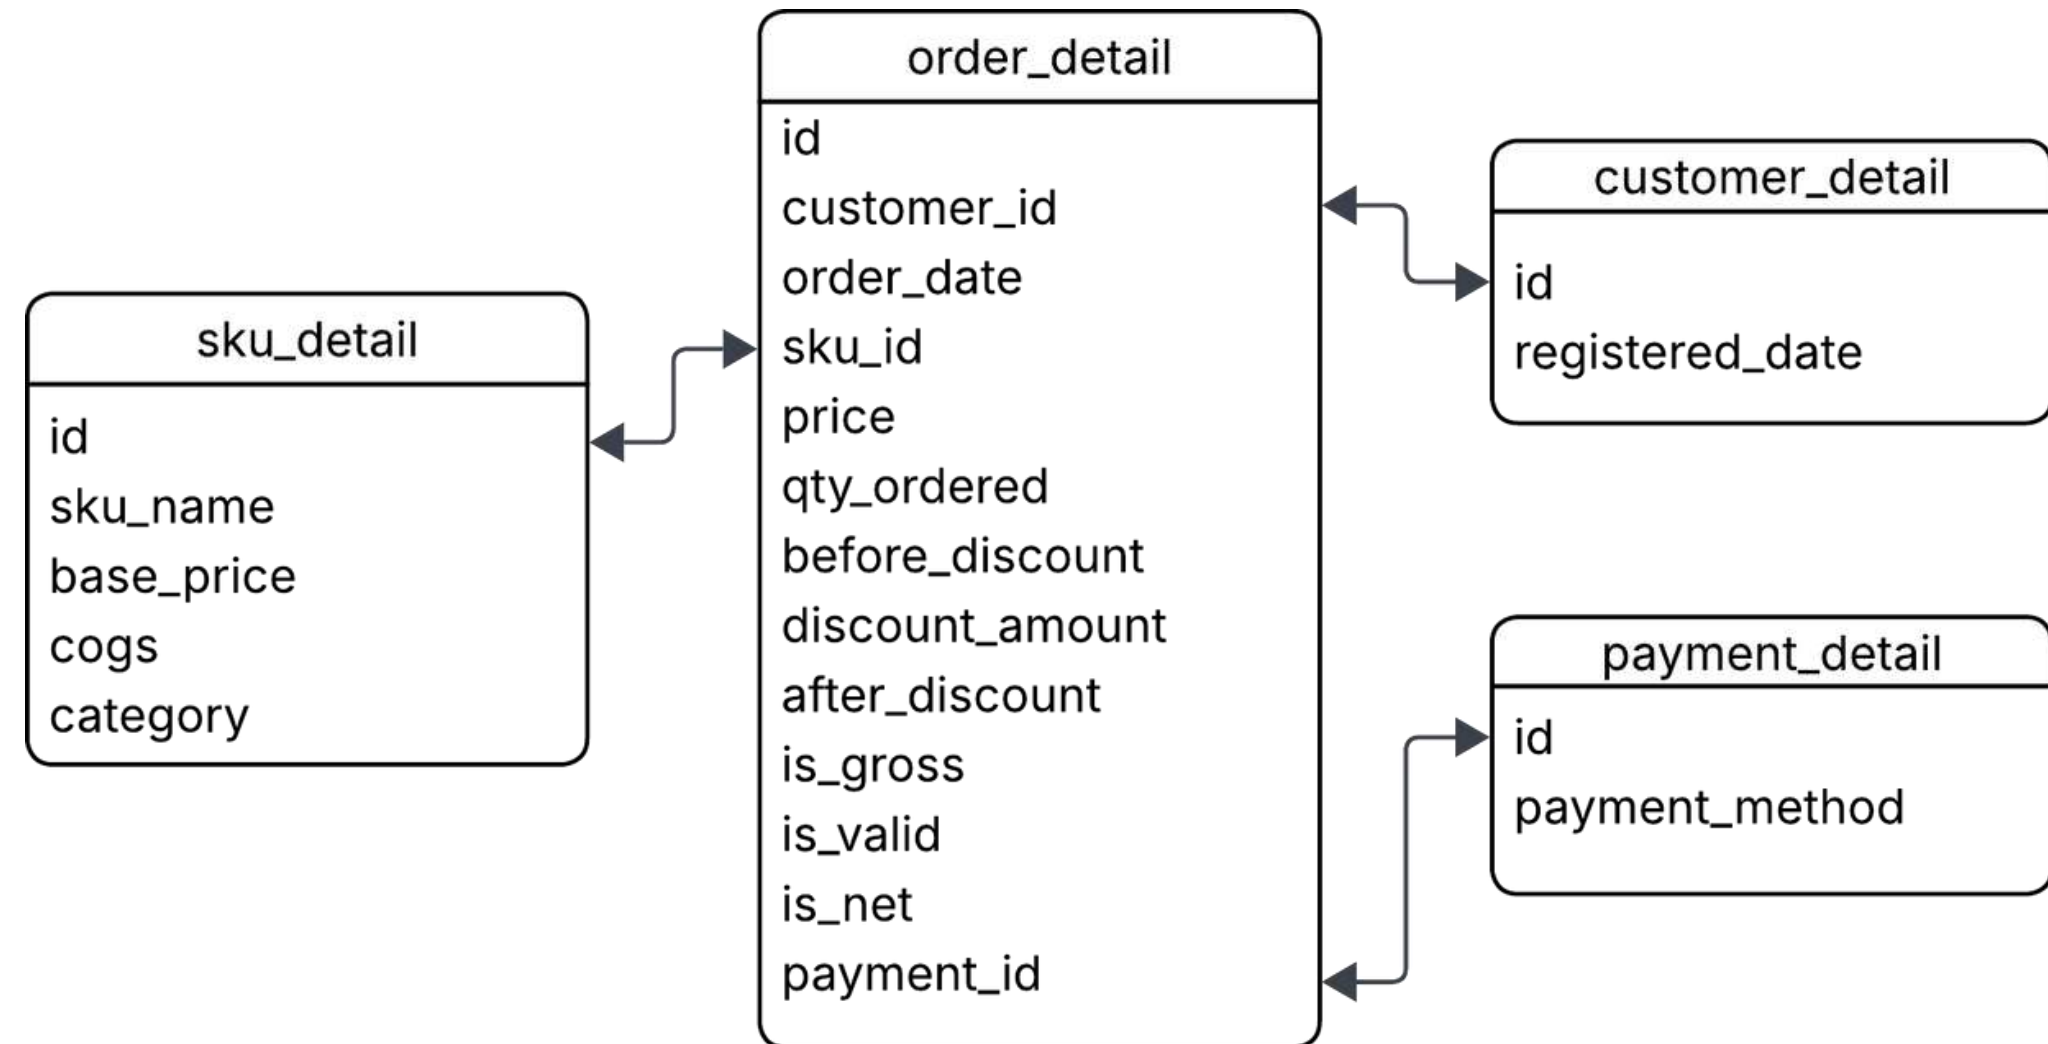 order_detail
id
customer_id
order_date
sku_id
price
qty_ordered
before_discount
discount_amount
after_discount
is_gross
is_valid
is_net
payment_id
sku_detail
id
sku_name
base_price
cogs
category
customer_detail
id
registered_date
payment_detail
id
payment_method